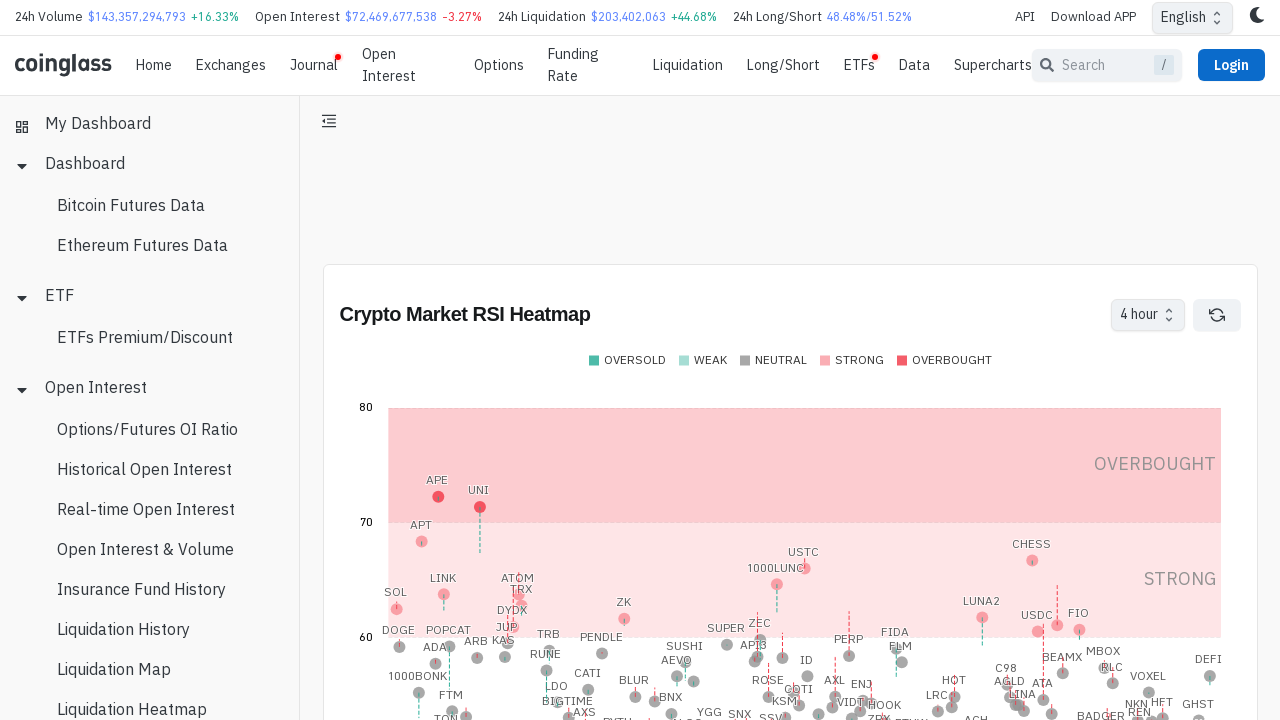 24h Volume $143,357,294,793 +16.33% Open Interest $72,469,677,538 -3.27% 24h Liquidation $203,402,063 +44.68% 24h Long/Short 48.48%/51.52% API Download APP English
coinglass Home Exchanges Journal Open Interest Options Funding Rate Liquidation Long/Short ETFs Data Supercharts Search / Login
My Dashboard
Dashboard
Bitcoin Futures Data
Ethereum Futures Data
ETF
ETFs Premium/Discount
Open Interest
Options/Futures OI Ratio
Historical Open Interest
Real-time Open Interest
Open Interest & Volume
Insurance Fund History
Liquidation History
Liquidation Map
Liquidation Heatmap
Crypto Market RSI Heatmap 4 hour
OVERSOLD WEAK NEUTRAL STRONG OVERBOUGHT
80
OVERBOUGHT
APE
UNI
70
APT
CHESS
USTC
1000LUNC
STRONG
LINK
ATOM
TRX
SOL
ZK
LUNA2
DYDX
USDC
FIO
60
DOGE
POPCAT
JUP
SUPER
ZEC
FIDA
TRB
PENDLE
PERP
ARB
KAS
ADA
SUSHI
API3
FLM
RUNE
AEVO
ID
BEAMX
MBOX
DEFI
1000BONK
CATI
BLUR
ROSE
AXL
ENJ
HOT
C98
AGLD
ATA
VOXEL
LDO
COTI
FTM
BIGTIME
BNX
KSM
VIDT
HOOK
LRC
LINA
NKN
HFT
GHST
AXS
YGG
SNX
REN
BADGER